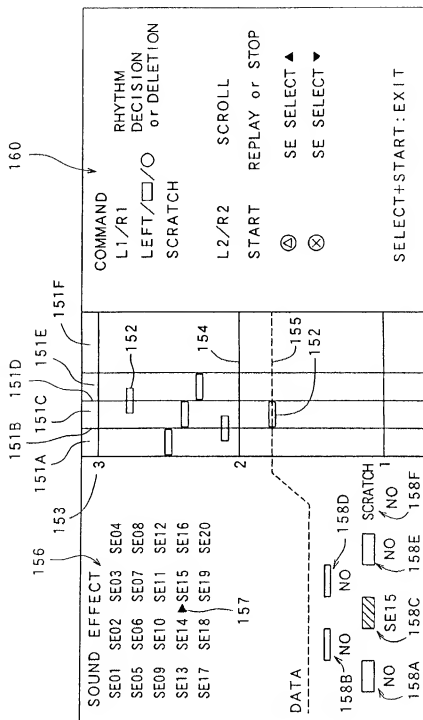 156
SOUND EFFECT
SE01 SE02 SE03 SE04
SE05 SE06 SE07 SE08
SE09 SE10 SE11 SE12
SE13 SE14 SE15 SE16
SE17 SE18 SE19 SE20
157
DATA
158B
NO
NO
158D
158A
NO
SE15
158C
NO
158E
SCRATCH
NO
158F
153
151A
151B
151C
151D
151E
151F
3
2
1
152
154
155
152
160
COMMAND
L1/R1
LEFT/□/○
SCRATCH
RHYTHM
DECISION
or DELETION
L2/R2 SCROLL
START REPLAY or STOP
Ⓐ SE SELECT▲
ⓧ SE SELECT▼
SELECT+START:EXIT